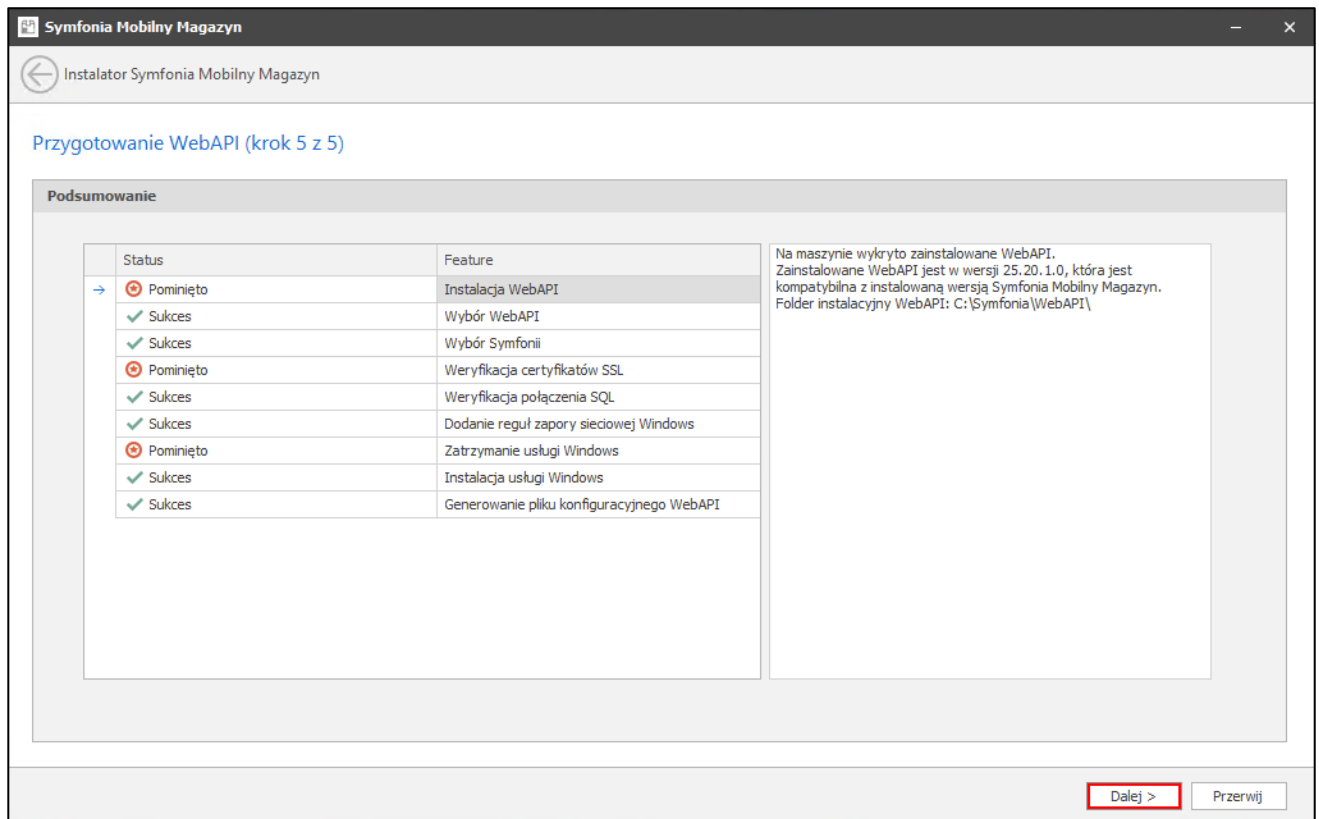 Symfonia Mobilny Magazyn
Instalator Symfonia Mobilny Magazyn
Przygotowanie WebAPI (krok 5 z 5)
Podsumowanie
Status Feature
Pominięto Instalacja WebAPI
Sukces Wybór WebAPI
Sukces Wybór Symfonii
Pominięto Weryfikacja certyfikatów SSL
Sukces Weryfikacja połączenia SQL
Sukces Dodanie reguł zapory sieciowej Windows
Pominięto Zatrzymanie usługi Windows
Sukces Instalacja usługi Windows
Sukces Generowanie pliku konfiguracyjnego WebAPI
Na maszynie wykryto zainstalowane WebAPI.
Zainstalowane WebAPI jest w wersji 25.20.1.0, która jest
kompatybilna z instalowaną wersją Symfonia Mobilny Magazyn.
Folder instalacyjny WebAPI: C:\Symfonia\WebAPI\
Dalej > Przerwij